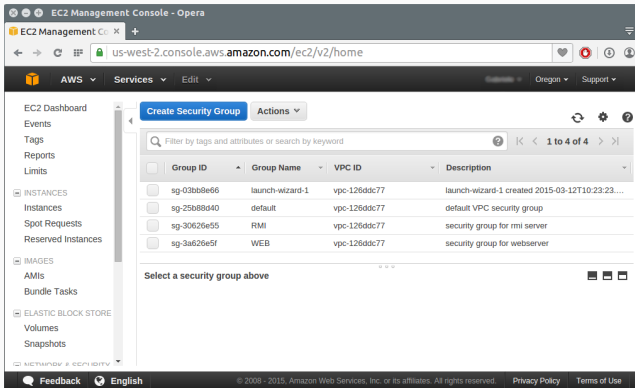 EC2 Management Console - Opera
EC2 Management Co
us-west-2.console.aws.amazon.com/ec2/v2/home
AWS Services Edit Oregon Support
EC2 Dashboard
Events
Tags
Reports
Limits
INSTANCES
Instances
Spot Requests
Reserved Instances
IMAGES
AMIs
Bundle Tasks
ELASTIC BLOCK STORE
Volumes
Snapshots
NETWORK & SECURITY
Create Security Group Actions
Filter by tags and attributes or search by keyword 1 to 4 of 4
Group ID Group Name VPC ID Description
sg-03bb8e66 launch-wizard-1 vpc-126ddc77 launch-wizard-1 created 2015-03-12T10:23:23....
sg-25b88d40 default vpc-126ddc77 default VPC security group
sg-30626e55 RMI vpc-126ddc77 security group for rmi server
sg-3a626e5f WEB vpc-126ddc77 security group for webserver
Select a security group above
Feedback English © 2008 - 2015, Amazon Web Services, Inc. or its affiliates. All rights reserved. Privacy Policy Terms of Use